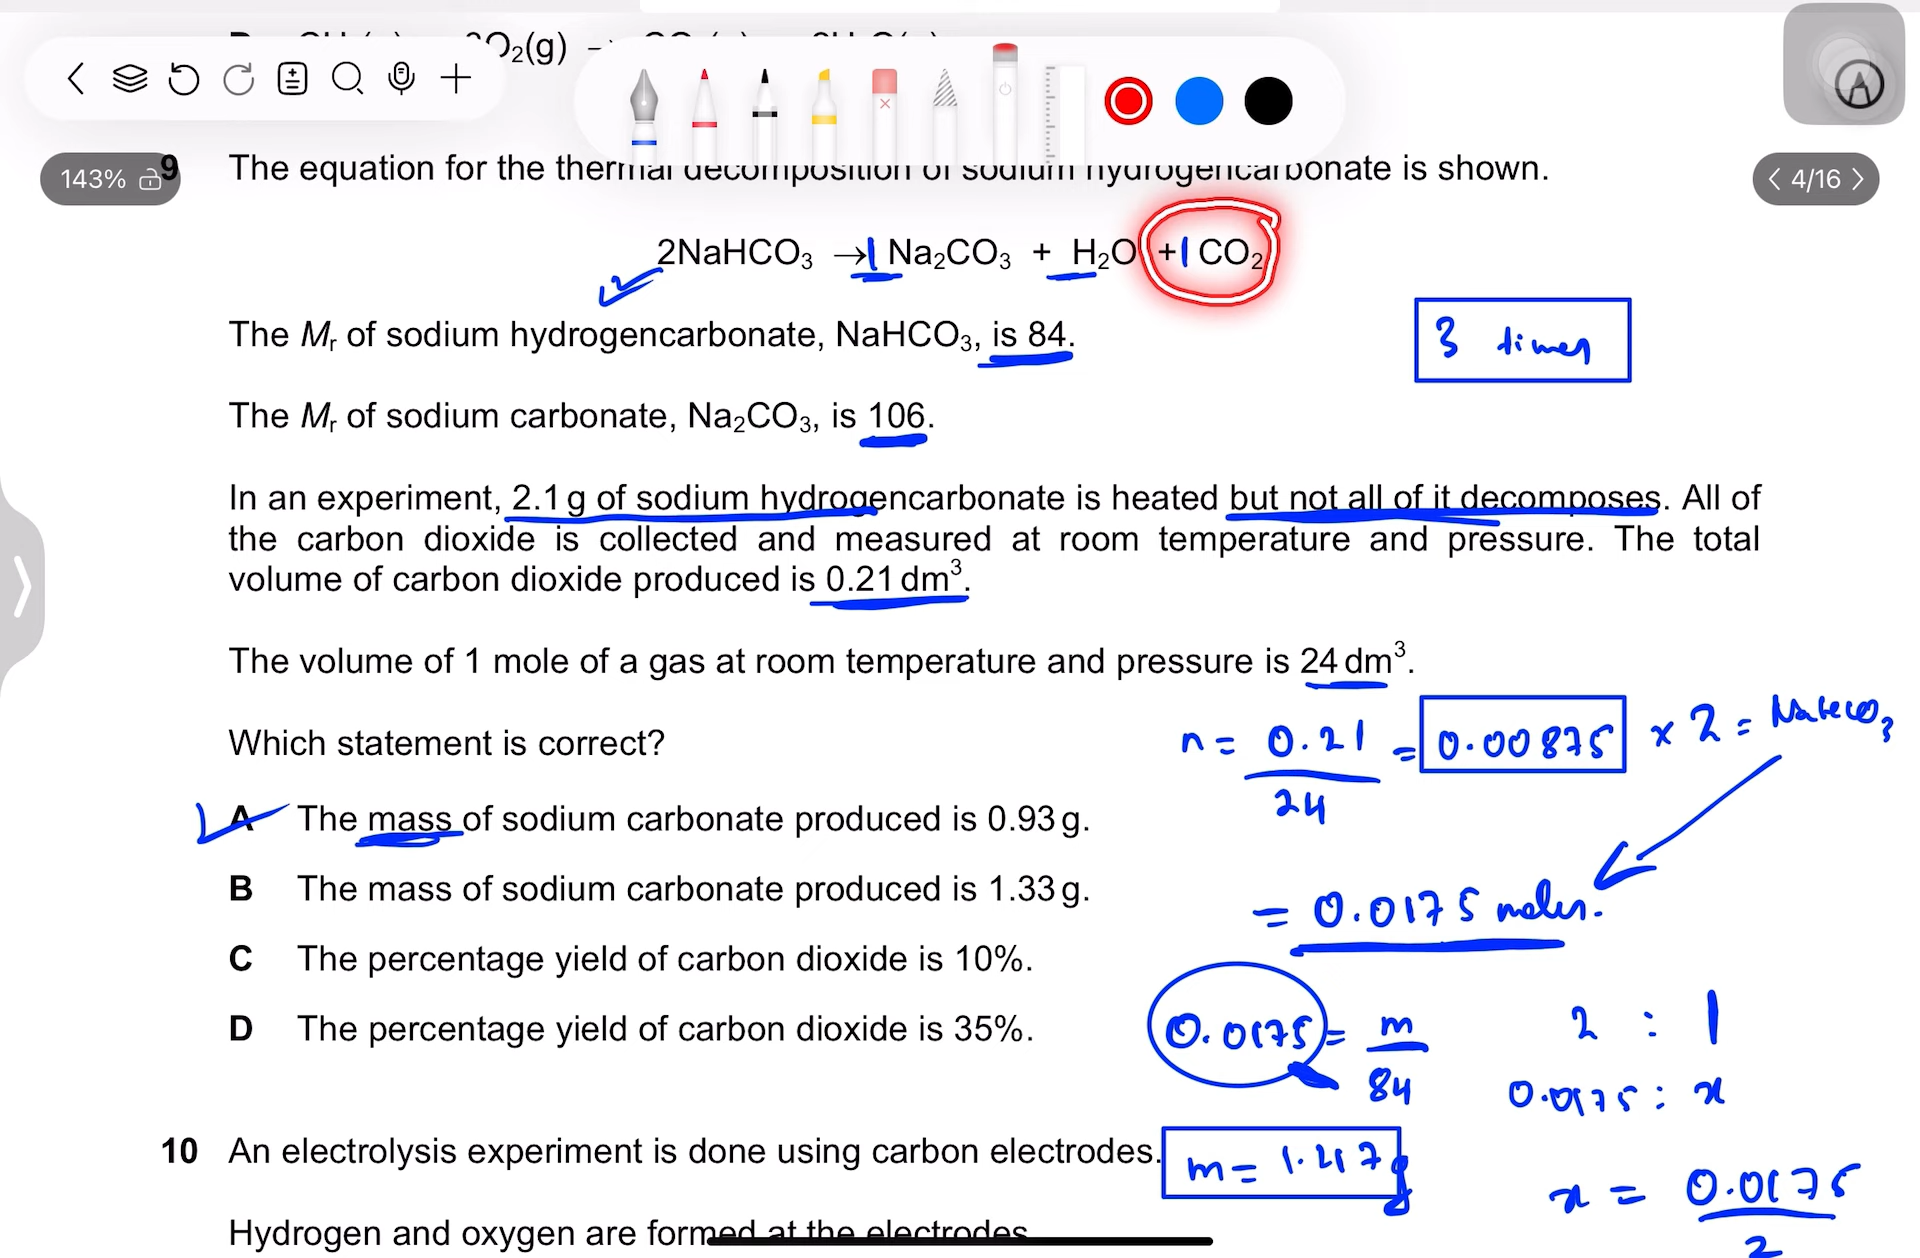 O₂(g)
143%
9 The equation for the thermal decomposition of sodium hydrogencarbonate is shown.
< 4/16 >
2NaHCO₃ → 1 Na₂CO₃ + H₂O + 1 CO₂
2
The Mᵣ of sodium hydrogencarbonate, NaHCO₃, is 84.
3 times
The Mᵣ of sodium carbonate, Na₂CO₃, is 106.
In an experiment, 2.1 g of sodium hydrogencarbonate is heated but not all of it decomposes. All of
the carbon dioxide is collected and measured at room temperature and pressure. The total
volume of carbon dioxide produced is 0.21 dm³.
The volume of 1 mole of a gas at room temperature and pressure is 24 dm³.
Which statement is correct?
n = 0.21 / 24 = 0.00875 × 2 = NaHCO₃
A The mass of sodium carbonate produced is 0.93 g.
B The mass of sodium carbonate produced is 1.33 g.
= 0.0175 moles.
C The percentage yield of carbon dioxide is 10%.
D The percentage yield of carbon dioxide is 35%.
0.0175 = m / 84
2 : 1
0.0175 : x
10 An electrolysis experiment is done using carbon electrodes.
m = 1.47 g
x = 0.0175 / 2
Hydrogen and oxygen are formed at the electrodes